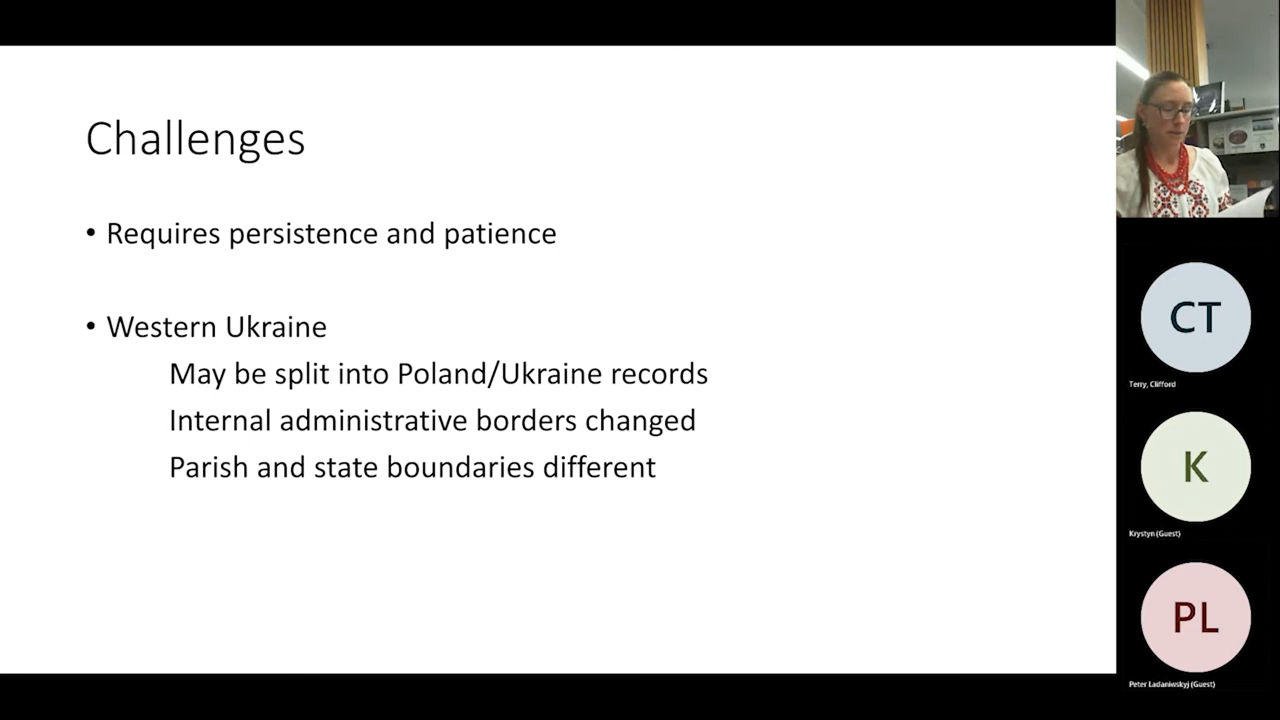 Challenges
• Requires persistence and patience
• Western Ukraine
May be split into Poland/Ukraine records
Internal administrative borders changed
Parish and state boundaries different
CT
Terry, Clifford
K
Krystyn (Guest)
PL
Peter Ladaniwskyj (Guest)